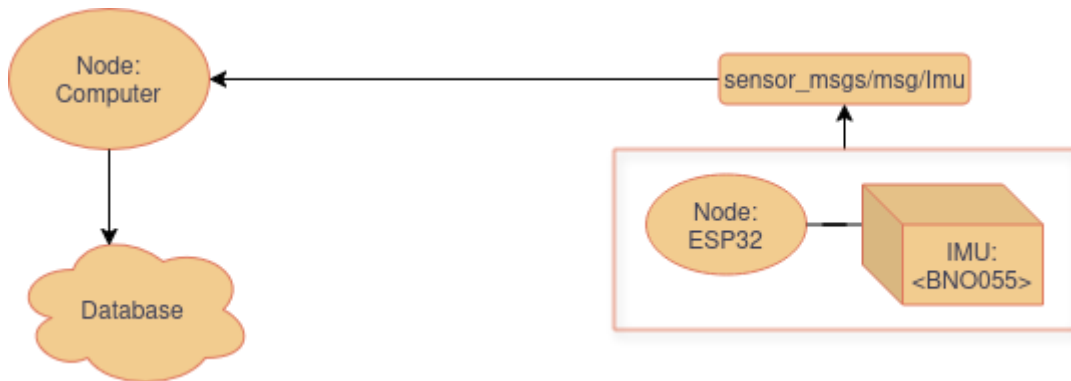 Node:
Computer
sensor_msgs/msg/Imu
Node:
ESP32
IMU:
<BNO055>
Database